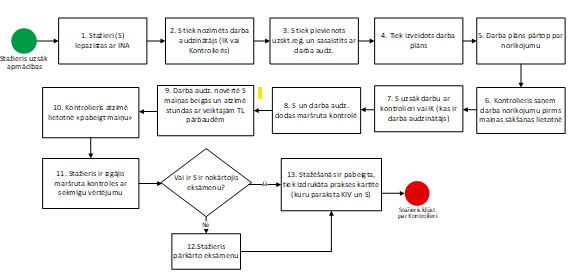 Stažieris uzsāk
apmācības
1. Stažieri (S)
iepazīstas ar INA
2. S tiek nozīmēts darba
audzinātājs (IK vai
Kontrolieris)
3. S tiek pievienots
uzskt.reg. un sasaistīts ar
darba audz.
4. Tiek izveidots darba
plāns
5. Darba plāns pārtop par
norīkojumu
6. Kontrolieris saņem
darba norīkojumu pirms
maiņas sākšanas lietotnē
7. S uzsāk darbu ar
kontrolieri vai IK (kas ir
darba audzinātājs)
8. S un darba audz.
dodas maršruta kontrolē
9. Darba audz. novērtē S
maiņas beigās un atzīmē
stundas ar veiktajām TL
pārbaudēm
10. Kontrolieris atzīmē
lietotnē «pabeigt maiņu»
11. Stažieris ir izgājis
maršruta kontroles ar
sekmīgu vērtējumu
Vai ir S ir nokārtojis
eksāmenu?
Jā
Nē
12.Stažieris
pārkārto eksāmenu
13. Stažēšanās ir pabeigta,
tiek izdrukāta prakses kartīte
(kuru paraksta KIV un S)
Stažieris kļūst
par Kontrolieri